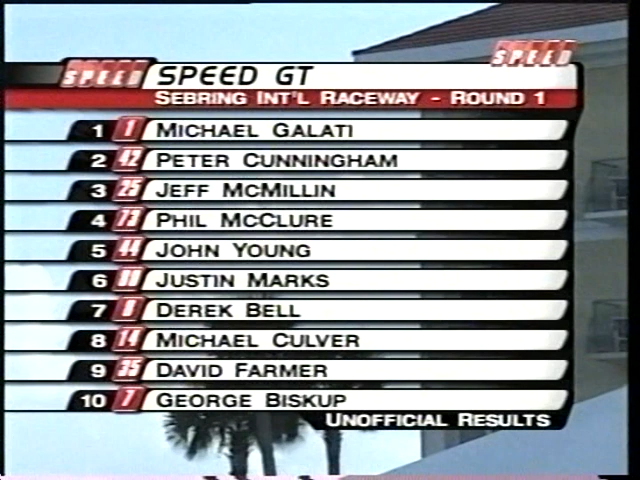 SPEED
SPEED SPEED GT
SEBRING INT'L RACEWAY - ROUND 1
1 1 MICHAEL GALATI
2 42 PETER CUNNINGHAM
3 25 JEFF MCMILLIN
4 73 PHIL MCCLURE
5 44 JOHN YOUNG
6 JUSTIN MARKS
7 DEREK BELL
8 14 MICHAEL CULVER
9 35 DAVID FARMER
10 7 GEORGE BISKUP
UNOFFICIAL RESULTS